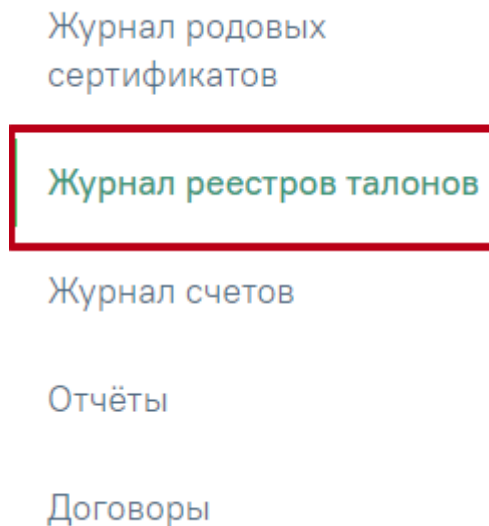 Журнал родовых
сертификатов
Журнал реестров талонов
Журнал счетов
Отчёты
Договоры